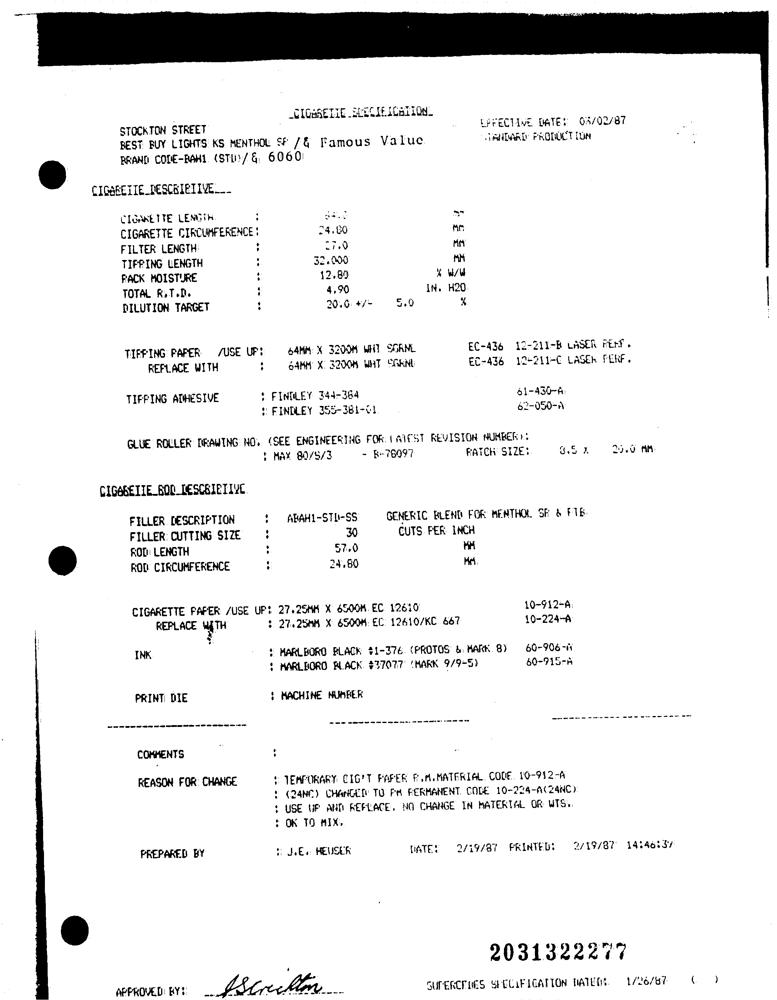 CIGARETTE SPECIFICATION
EFFECTIVE DATE: 03/02/87
STOCKTON STREET
STANDARD PRODUCTION
BEST BUY LIGHTS KS MENTHOL SP /& Famous Value
BRAND CODE-BAH1 (STD)/& 6060
CIGARETTE DESCRIPTIVE
CIGARETTE LENGTH : MM
CIGARETTE CIRCUMFERENCE: 24.80 MM
FILTER LENGTH : 27.0 MM
TIPPING LENGTH : 32.000 MM
PACK MOISTURE : 12.80 % W/W
TOTAL R.T.D. : 4.90 IN. H2O
DILUTION TARGET : 20.0 +/- 5.0 %
TIPPING PAPER /USE UP: 64MM X 3200M WHT SGRNL EC-436 12-211-B LASER PERF.
REPLACE WITH : 64MM X 3200M WHT SGRNL EC-436 12-211-C LASER PERF.
TIPPING ADHESIVE : FINDLEY 344-384 61-430-A
: FINDLEY 355-381-01 62-050-A
GLUE ROLLER DRAWING NO. (SEE ENGINEERING FOR LATEST REVISION NUMBER):
: MAX 80/S/3 - B-78097 PATCH SIZE: 8.5 X 26.0 MM
CIGARETTE ROD DESCRIPTIVE
FILLER DESCRIPTION : ABAH1-STD-SS GENERIC BLEND FOR MENTHOL SP & FTB
FILLER CUTTING SIZE : 30 CUTS PER INCH
ROD LENGTH : 57.0 MM
ROD CIRCUMFERENCE : 24.80 MM
CIGARETTE PAPER /USE UP: 27.25MM X 6500M EC 12610 10-912-A
REPLACE WITH : 27.25MM X 6500M EC 12610/KC 667 10-224-A
INK : MARLBORO BLACK #1-376 (PROTOS & MARK 8) 60-906-A
: MARLBORO BLACK #37077 (MARK 9/9-5) 60-915-A
PRINT DIE : MACHINE NUMBER
COMMENTS :
REASON FOR CHANGE : TEMPORARY CIG'T PAPER P.M.MATERIAL CODE 10-912-A
: (24NC) CHANGED TO PM PERMANENT CODE 10-224-A(24NC)
: USE UP AND REPLACE. NO CHANGE IN MATERIAL OR WTS.
: OK TO MIX.
PREPARED BY : J.E. HEUSER DATE: 2/19/87 PRINTED: 2/19/87 14:46:39
2031322277
APPROVED BY: SUPERCEDES SPECIFICATION DATED: 1/26/87 ( )